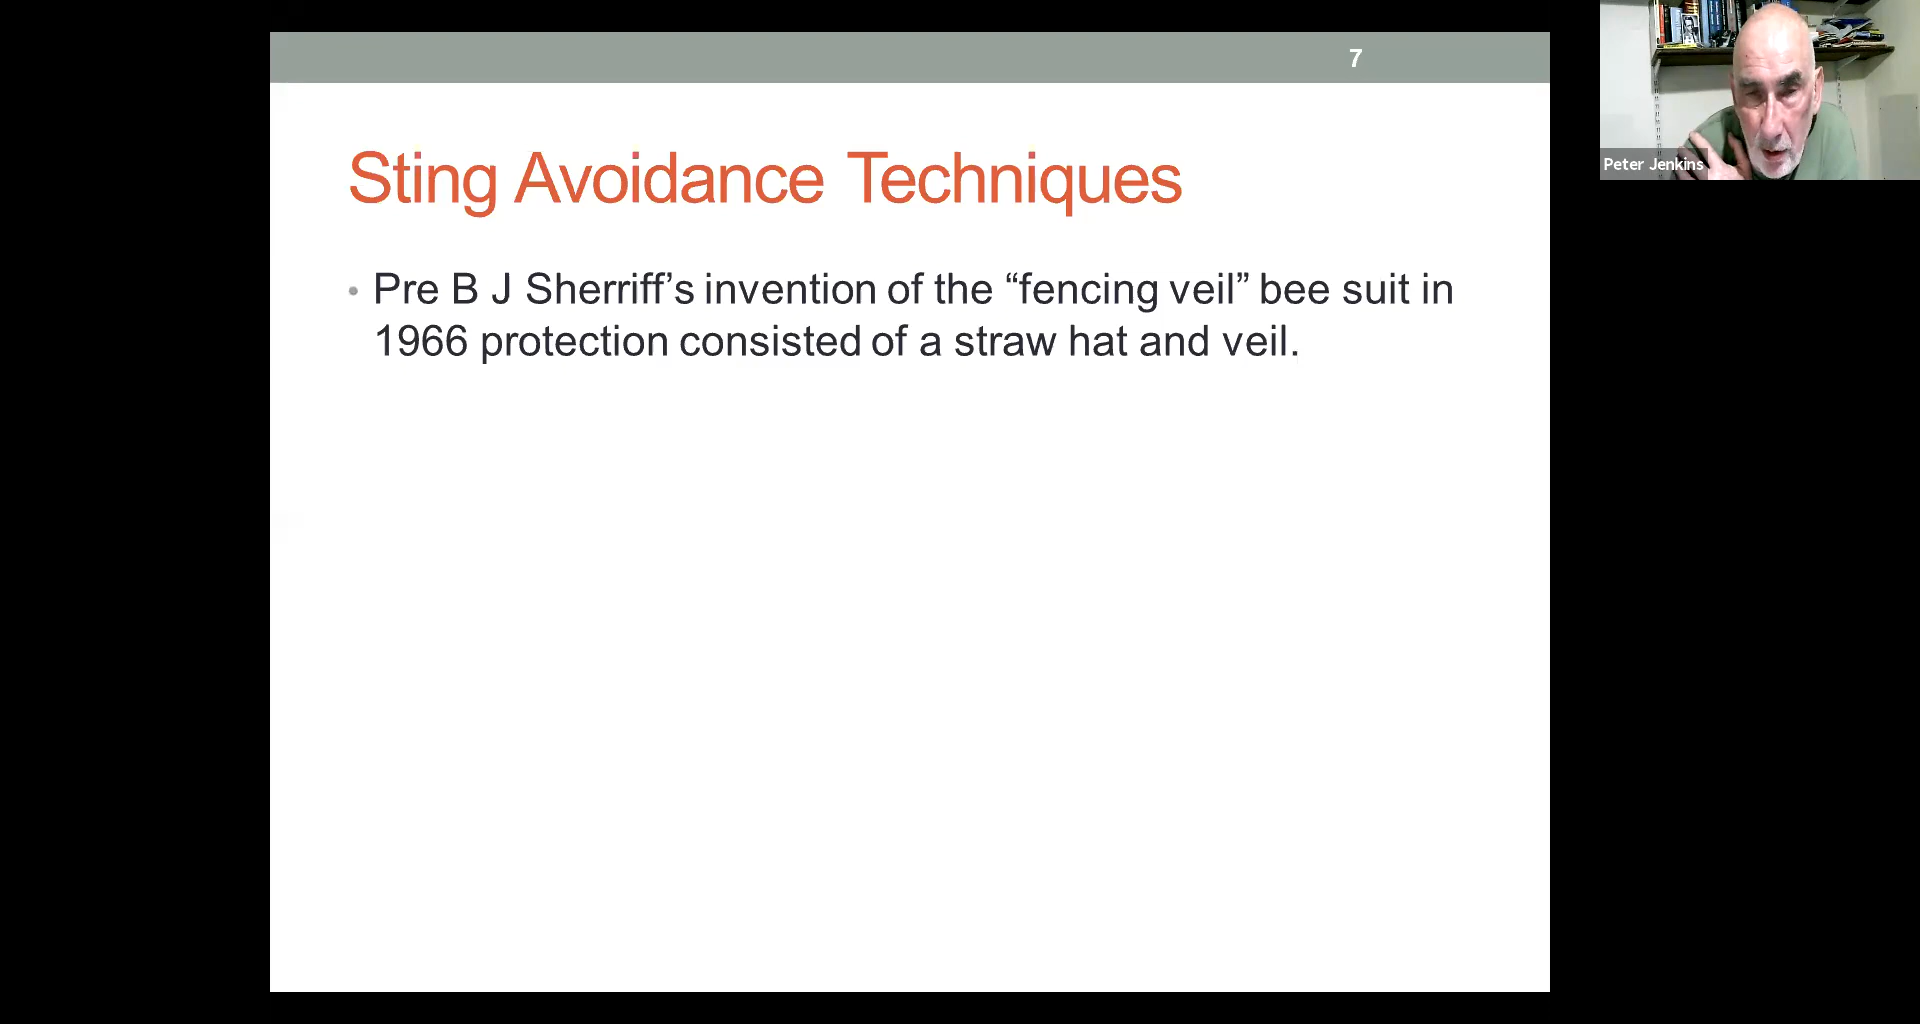 7
Sting Avoidance Techniques
• Pre B J Sherriff’s invention of the “fencing veil” bee suit in
1966 protection consisted of a straw hat and veil.
Peter Jenkins